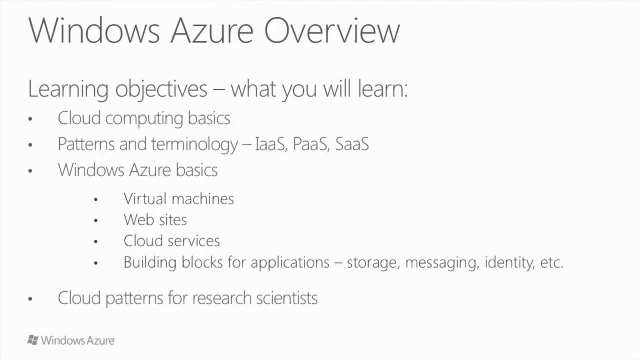 Windows Azure Overview
Learning objectives – what you will learn:
• Cloud computing basics
• Patterns and terminology – IaaS, PaaS, SaaS
• Windows Azure basics
• Virtual machines
• Web sites
• Cloud services
• Building blocks for applications – storage, messaging, identity, etc.
• Cloud patterns for research scientists
Windows Azure